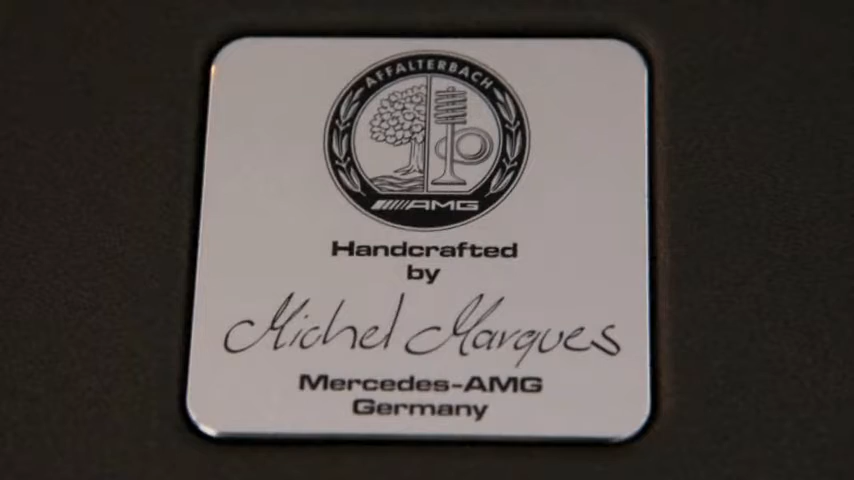 AFFALTERBACH
AMG
Handcrafted
by
Michel Marques
Mercedes-AMG
Germany